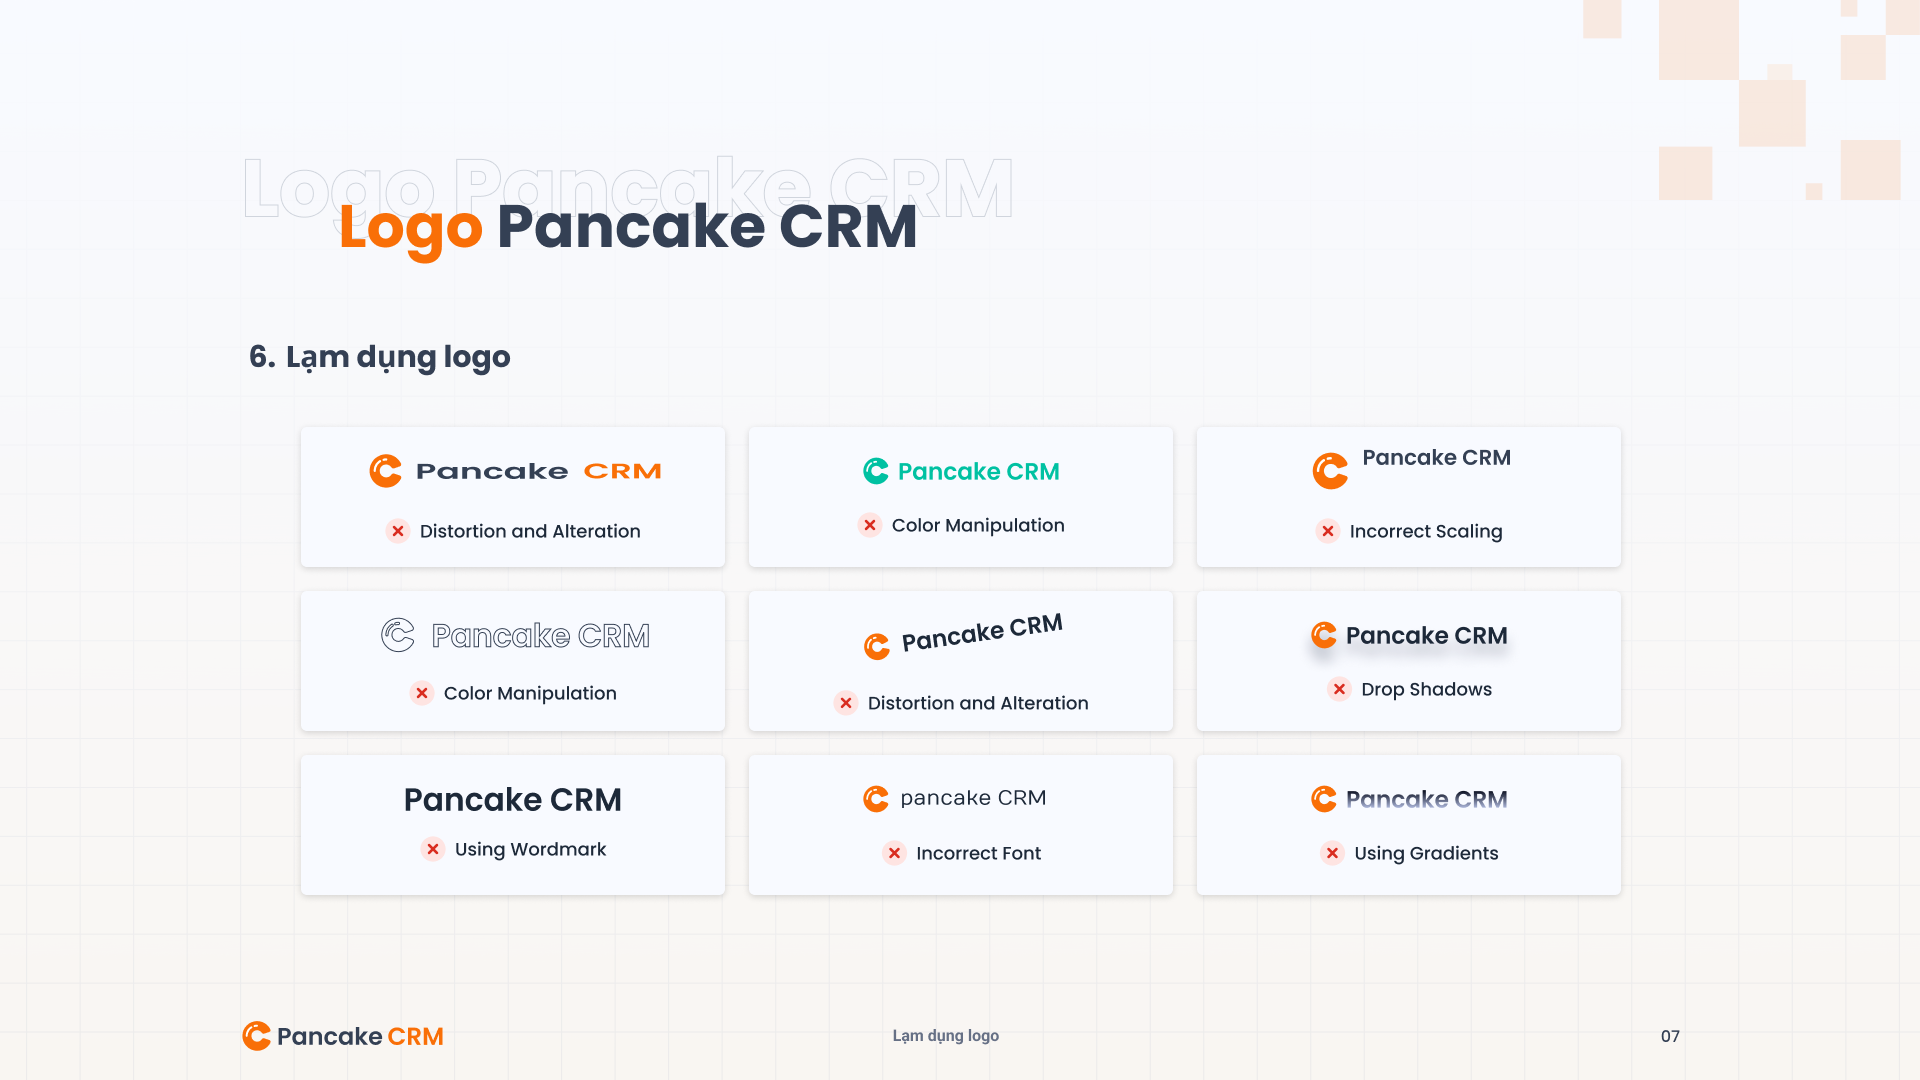 Logo Pancake CRM
Logo Pancake CRM
6. Lạm dụng logo
Pancake CRM
Distortion and Alteration
Pancake CRM
Color Manipulation
Pancake CRM
Incorrect Scaling
Pancake CRM
Color Manipulation
Pancake CRM
Distortion and Alteration
Pancake CRM
Drop Shadows
Pancake CRM
Using Wordmark
pancake CRM
Incorrect Font
Pancake CRM
Using Gradients
Pancake CRM
Lạm dụng logo
07